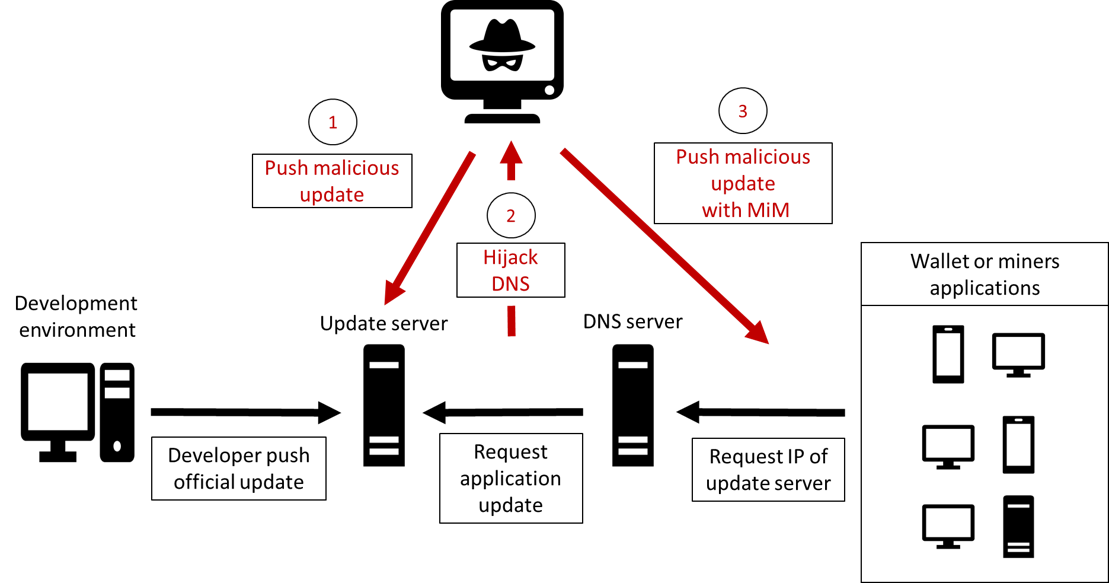 1
Push malicious
update
2
Hijack
DNS
3
Push malicious
update
with MiM
Wallet or miners
applications
Development
environment
Update server
DNS server
Developer push
official update
Request
application
update
Request IP of
update server